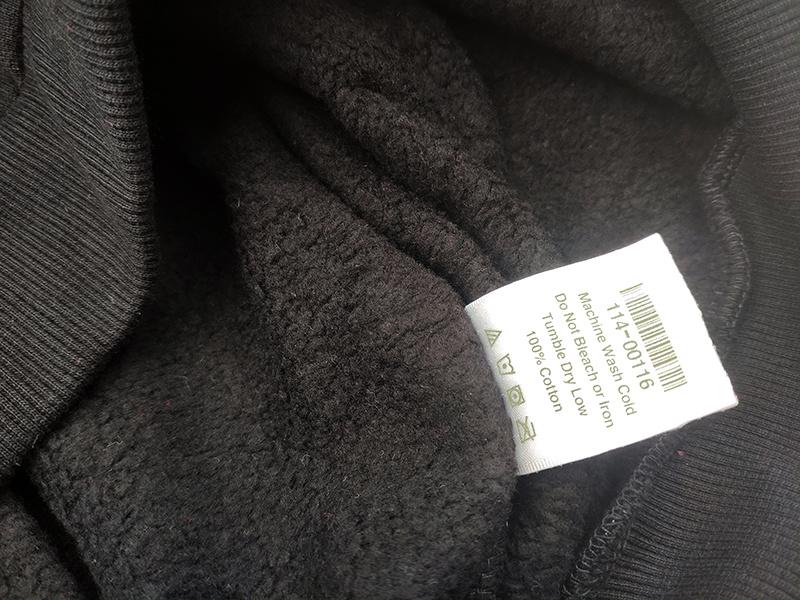 114-00116
Machine Wash Cold
Do Not Bleach or Iron
Tumble Dry Low
100% Cotton